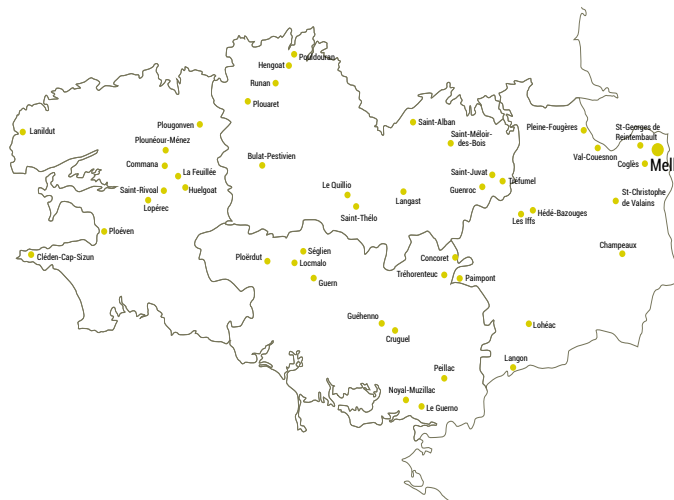 Pouldouran
Hengoat
Runan
Plouaret
Lanildut
Plougonven
Plounéour-Ménez
Commana
La Feuillée
Saint-Rivoal
Huelgoat
Lopérec
Ploéven
Cléden-Cap-Sizun
Bulat-Pestivien
Le Quillio
Saint-Thélo
Langast
Saint-Alban
Saint-Méloir-
des-Bois
Saint-Juvat
Tréfumel
Guenroc
Pleine-Fougères
Val-Couesnon
St-Georges de
Reintembault
Mell
Coglès
St-Christophe
de Valains
Hédé-Bazouges
Les Iffs
Champeaux
Ploërdut
Séglien
Locmalo
Guern
Concoret
Tréhorenteuc
Paimpont
Guéhenno
Cruguel
Lohéac
Langon
Peillac
Noyal-Muzillac
Le Guerno